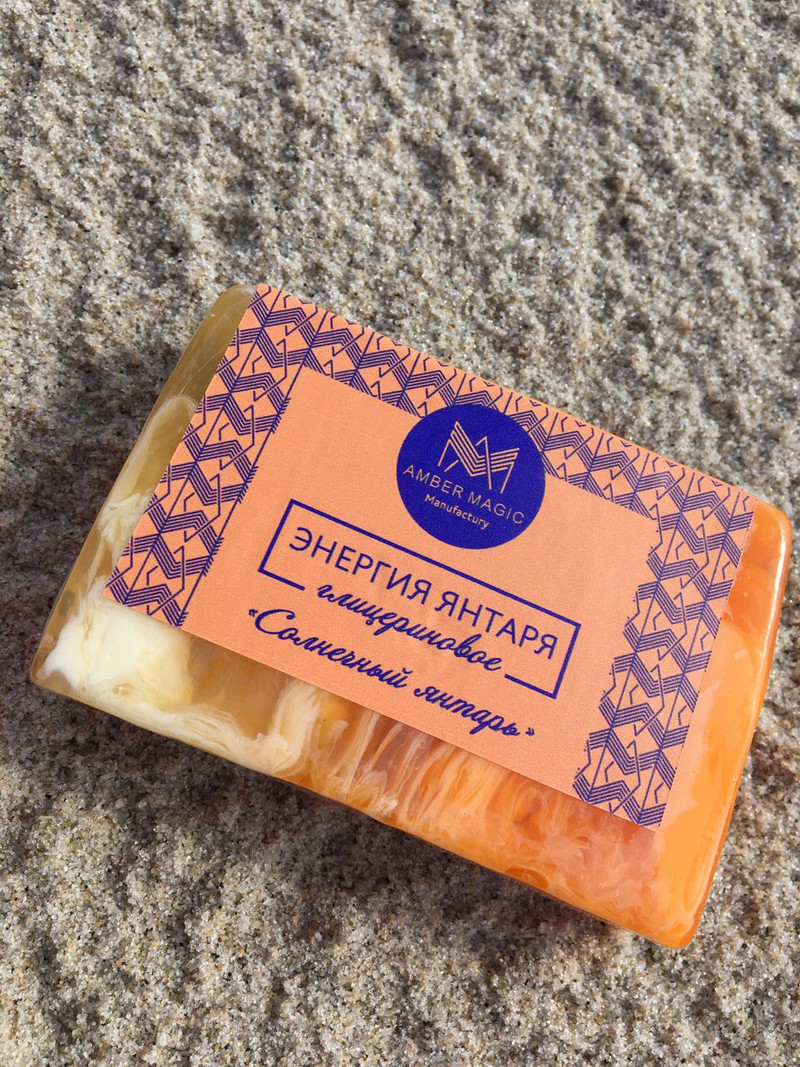 AMBER MAGIC
Manufactury
ЭНЕРГИЯ ЯНТАРЯ
глицериновое
«Солнечный янтарь»